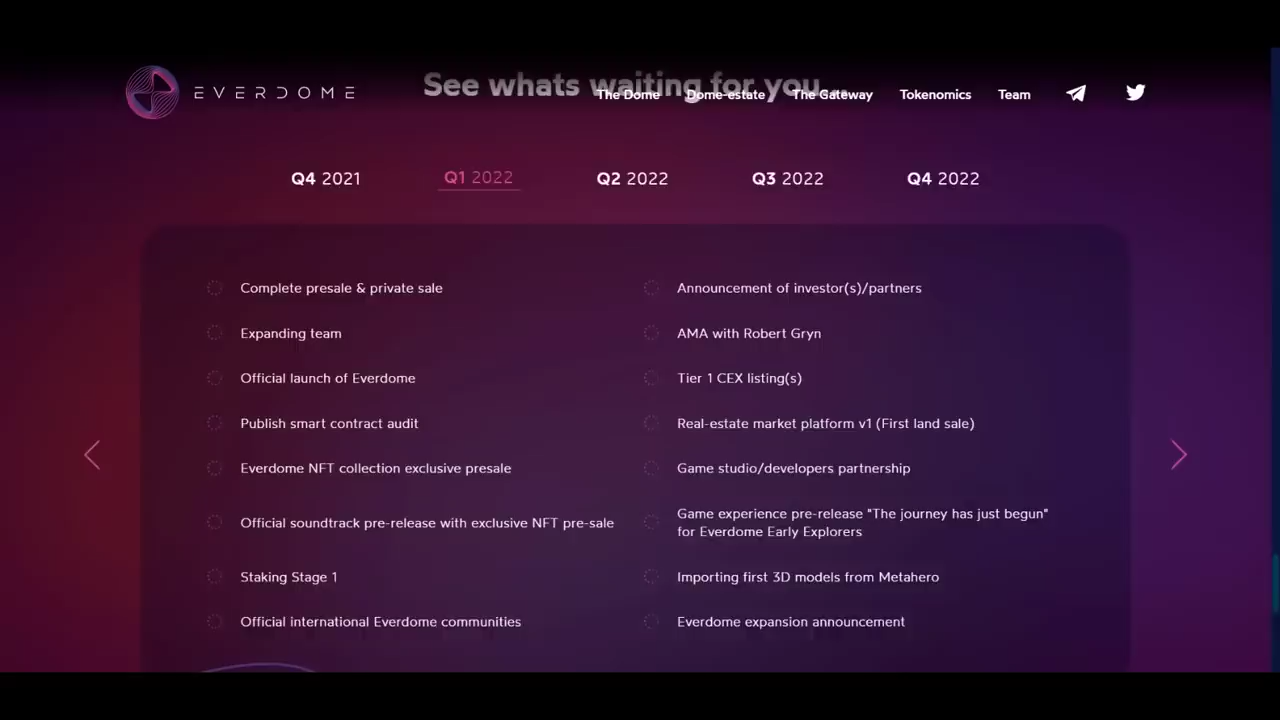 See whats waiting for you...
EVERDOME
The Dome
Dome-estate
The Gateway
Tokenomics
Team
Q4 2021
Q1 2022
Q2 2022
Q3 2022
Q4 2022
Complete presale & private sale
Expanding team
Official launch of Everdome
Publish smart contract audit
Everdome NFT collection exclusive presale
Official soundtrack pre-release with exclusive NFT pre-sale
Staking Stage 1
Official international Everdome communities
Announcement of investor(s)/partners
AMA with Robert Gryn
Tier 1 CEX listing(s)
Real-estate market platform v1 (First land sale)
Game studio/developers partnership
Game experience pre-release "The journey has just begun"
for Everdome Early Explorers
Importing first 3D models from Metahero
Everdome expansion announcement